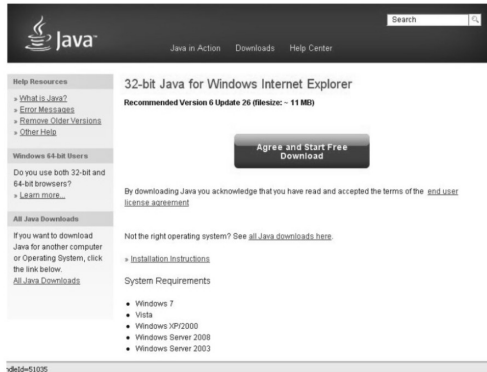 Search
Java
Java in Action Downloads Help Center
Help Resources
» What is Java?
» Error Messages
» Remove Older Versions
» Other Help
Windows 64-bit Users
Do you use both 32-bit and
64-bit browsers?
» Learn more...
All Java Downloads
If you want to download
Java for another computer
or Operating System, click
the link below.
All Java Downloads
32-bit Java for Windows Internet Explorer
Recommended Version 6 Update 26 (filesize: ~ 11 MB)
Agree and Start Free
Download
By downloading Java you acknowledge that you have read and accepted the terms of the end user
license agreement
Not the right operating system? See all Java downloads here.
» Installation Instructions
System Requirements
• Windows 7
• Vista
• Windows XP/2000
• Windows Server 2008
• Windows Server 2003
ndleId=51035